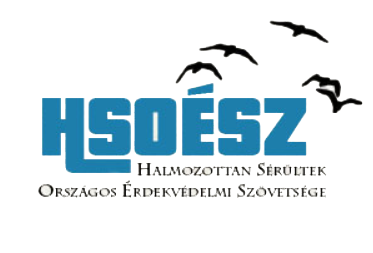 HSOÉSZ
HALMOZOTTAN SÉRÜLTEK
ORSZÁGOS ÉRDEKVÉDELMI SZÖVETSÉGE